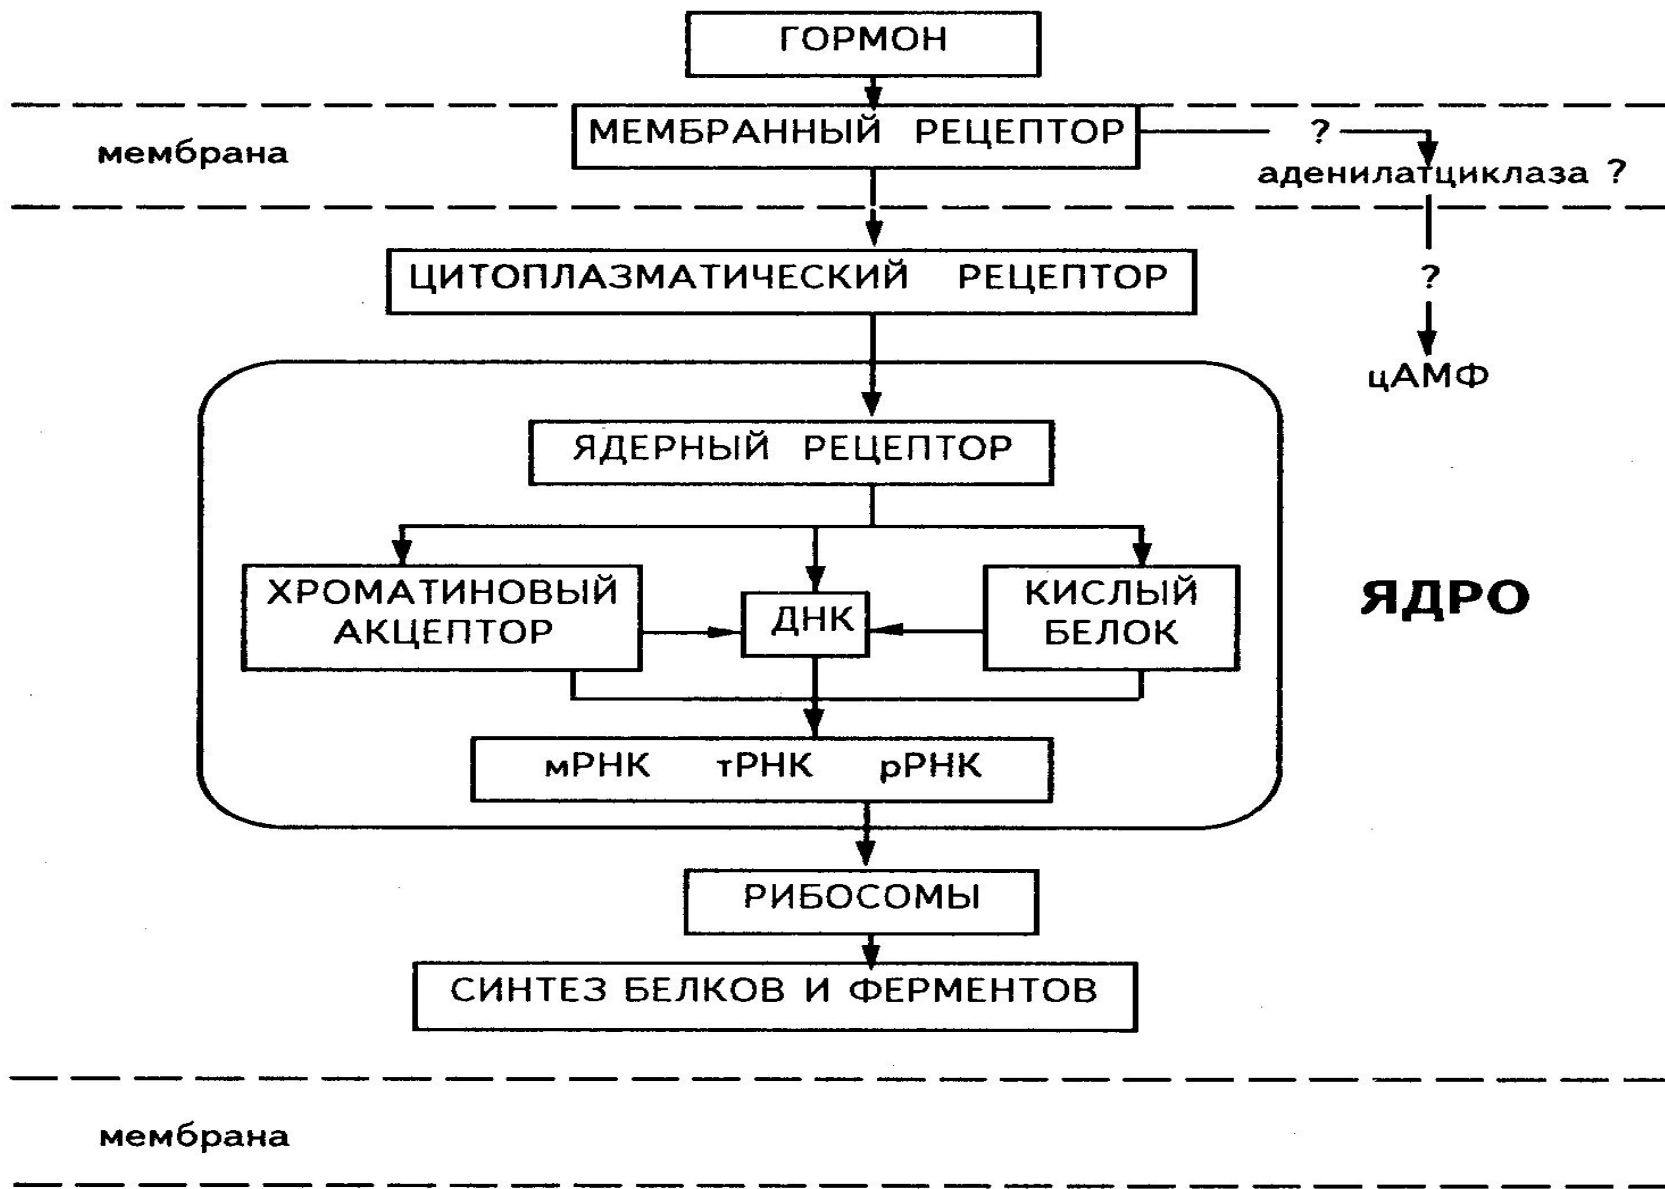 ГОРМОН
МЕМБРАННЫЙ РЕЦЕПТОР
?
мембрана
аденилатциклаза ?
ЦИТОПЛАЗМАТИЧЕСКИЙ РЕЦЕПТОР
?
цАМФ
ЯДЕРНЫЙ РЕЦЕПТОР
ХРОМАТИНОВЫЙ
АКЦЕПТОР
ДНК
КИСЛЫЙ
БЕЛОК
ЯДРО
мРНК тРНК рРНК
РИБОСОМЫ
СИНТЕЗ БЕЛКОВ И ФЕРМЕНТОВ
мембрана